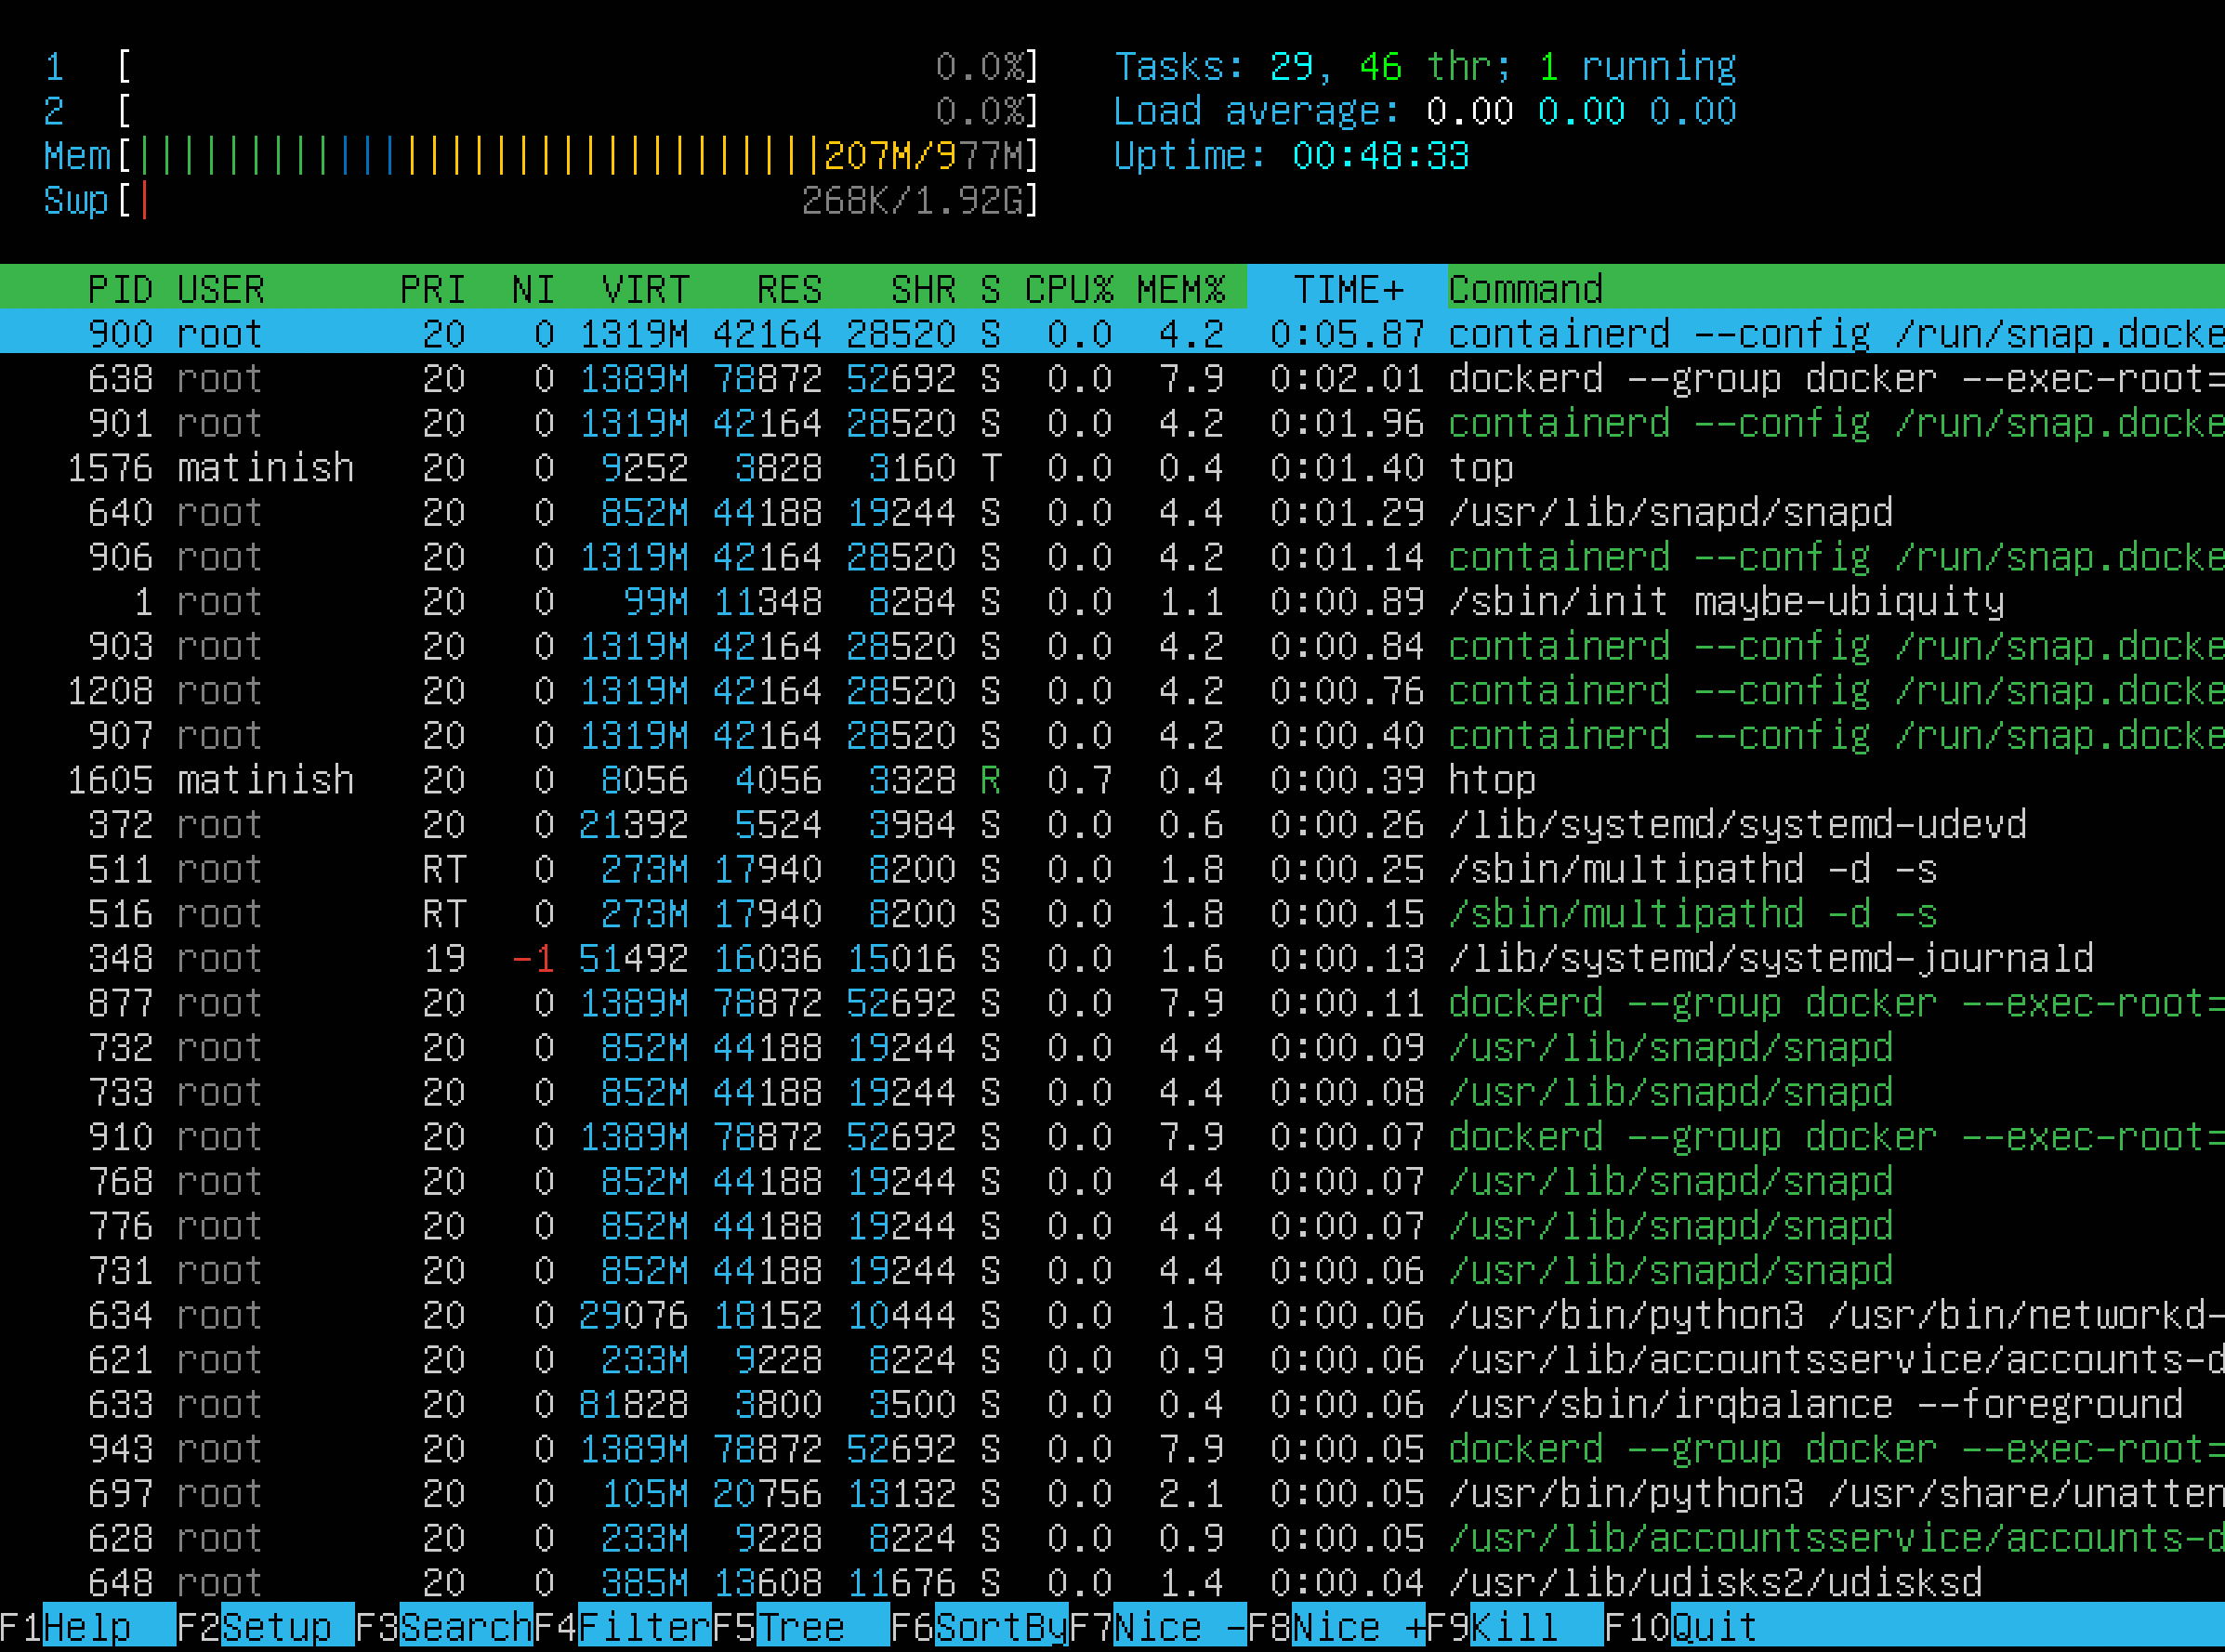 1 [ 0.0%] Tasks: 29, 46 thr; 1 running
2 [ 0.0%] Load average: 0.00 0.00 0.00
Mem[|||||||||||||||||||||||||||||||207M/977M] Uptime: 00:48:33
Swp[| 268K/1.92G]
PID USER PRI NI VIRT RES SHR S CPU% MEM% TIME+ Command
900 root 20 0 1319M 42164 28520 S 0.0 4.2 0:05.87 containerd --config /run/snap.docke
638 root 20 0 1389M 78872 52692 S 0.0 7.9 0:02.01 dockerd --group docker --exec-root=
901 root 20 0 1319M 42164 28520 S 0.0 4.2 0:01.96 containerd --config /run/snap.docke
1576 matinish 20 0 9252 3828 3160 T 0.0 0.4 0:01.40 top
640 root 20 0 852M 44188 19244 S 0.0 4.4 0:01.29 /usr/lib/snapd/snapd
906 root 20 0 1319M 42164 28520 S 0.0 4.2 0:01.14 containerd --config /run/snap.docke
1 root 20 0 99M 11348 8284 S 0.0 1.1 0:00.89 /sbin/init maybe-ubiquity
903 root 20 0 1319M 42164 28520 S 0.0 4.2 0:00.84 containerd --config /run/snap.docke
1208 root 20 0 1319M 42164 28520 S 0.0 4.2 0:00.76 containerd --config /run/snap.docke
907 root 20 0 1319M 42164 28520 S 0.0 4.2 0:00.40 containerd --config /run/snap.docke
1605 matinish 20 0 8056 4056 3328 R 0.7 0.4 0:00.39 htop
372 root 20 0 21392 5524 3984 S 0.0 0.6 0:00.26 /lib/systemd/systemd-udevd
511 root RT 0 273M 17940 8200 S 0.0 1.8 0:00.25 /sbin/multipathd -d -s
516 root RT 0 273M 17940 8200 S 0.0 1.8 0:00.15 /sbin/multipathd -d -s
348 root 19 -1 51492 16036 15016 S 0.0 1.6 0:00.13 /lib/systemd/systemd-journald
877 root 20 0 1389M 78872 52692 S 0.0 7.9 0:00.11 dockerd --group docker --exec-root=
732 root 20 0 852M 44188 19244 S 0.0 4.4 0:00.09 /usr/lib/snapd/snapd
733 root 20 0 852M 44188 19244 S 0.0 4.4 0:00.08 /usr/lib/snapd/snapd
910 root 20 0 1389M 78872 52692 S 0.0 7.9 0:00.07 dockerd --group docker --exec-root=
768 root 20 0 852M 44188 19244 S 0.0 4.4 0:00.07 /usr/lib/snapd/snapd
776 root 20 0 852M 44188 19244 S 0.0 4.4 0:00.07 /usr/lib/snapd/snapd
731 root 20 0 852M 44188 19244 S 0.0 4.4 0:00.06 /usr/lib/snapd/snapd
634 root 20 0 29076 18152 10444 S 0.0 1.8 0:00.06 /usr/bin/python3 /usr/bin/networkd-
621 root 20 0 233M 9228 8224 S 0.0 0.9 0:00.06 /usr/lib/accountsservice/accounts-d
633 root 20 0 81828 3800 3500 S 0.0 0.4 0:00.06 /usr/sbin/irqbalance --foreground
943 root 20 0 1389M 78872 52692 S 0.0 7.9 0:00.05 dockerd --group docker --exec-root=
697 root 20 0 105M 20756 13132 S 0.0 2.1 0:00.05 /usr/bin/python3 /usr/share/unatten
628 root 20 0 233M 9228 8224 S 0.0 0.9 0:00.05 /usr/lib/accountsservice/accounts-d
648 root 20 0 385M 13608 11676 S 0.0 1.4 0:00.04 /usr/lib/udisks2/udisksd
F1Help F2Setup F3SearchF4FilterF5Tree F6SortByF7Nice -F8Nice +F9Kill F10Quit